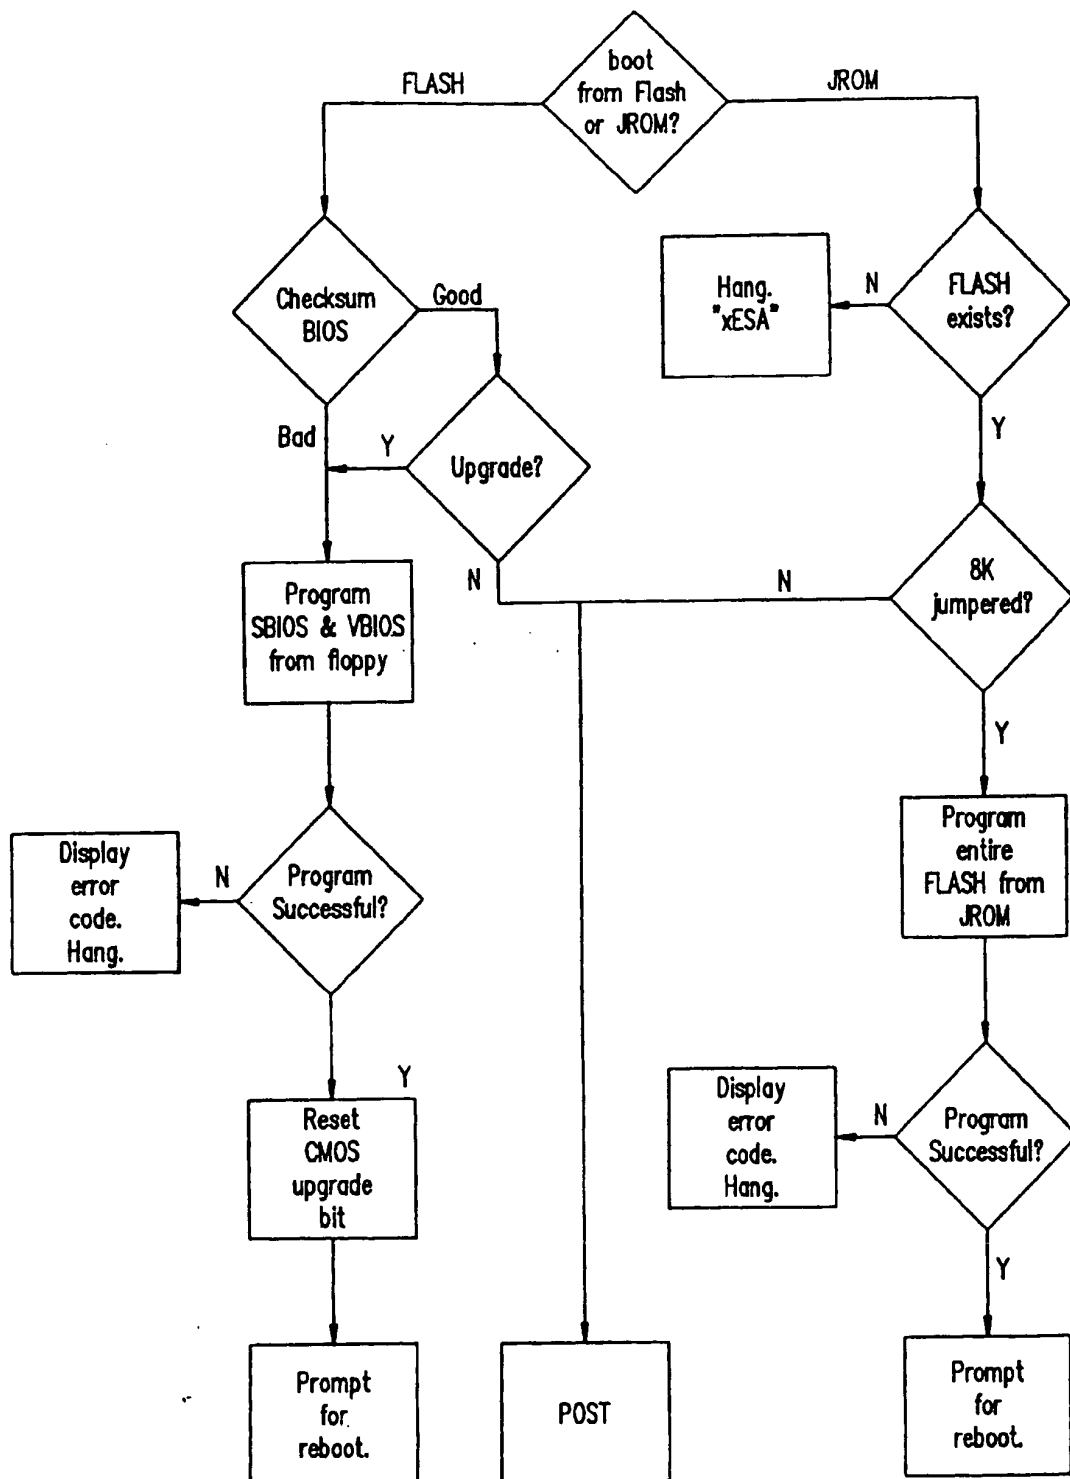 boot
from Flash
or JROM?
FLASH
JROM
Checksum
BIOS
Good
Bad
Hang.
"xESA"
N
FLASH
exists?
Y
Y
Upgrade?
N
N
8K
jumpered?
Y
Program
SBIOS & VBIOS
from floppy
Program
entire
FLASH from
JROM
Display
error
code.
Hang.
N
Program
Successful?
Y
Reset
CMOS
upgrade
bit
Display
error
code.
Hang.
N
Program
Successful?
Y
Prompt
for
reboot.
POST
Prompt
for
reboot.